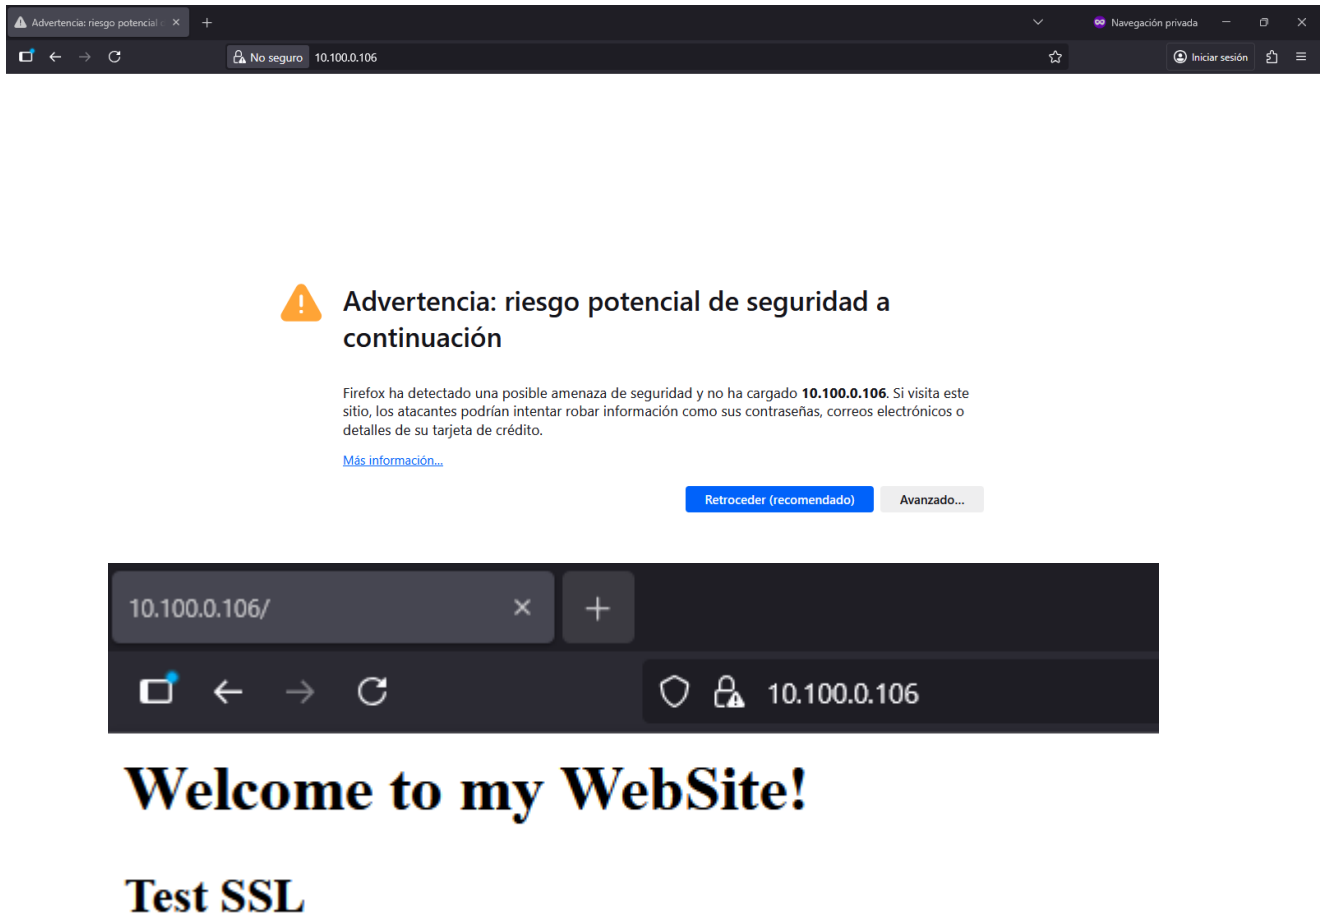 Advertencia: riesgo potencial
Navegación privada
No seguro 10.100.0.106
Iniciar sesión
Advertencia: riesgo potencial de seguridad a
continuación
Firefox ha detectado una posible amenaza de seguridad y no ha cargado 10.100.0.106. Si visita este
sitio, los atacantes podrían intentar robar información como sus contraseñas, correos electrónicos o
detalles de su tarjeta de crédito.
Más información...
Retroceder (recomendado) Avanzado...
10.100.0.106/
10.100.0.106
Welcome to my WebSite!
Test SSL